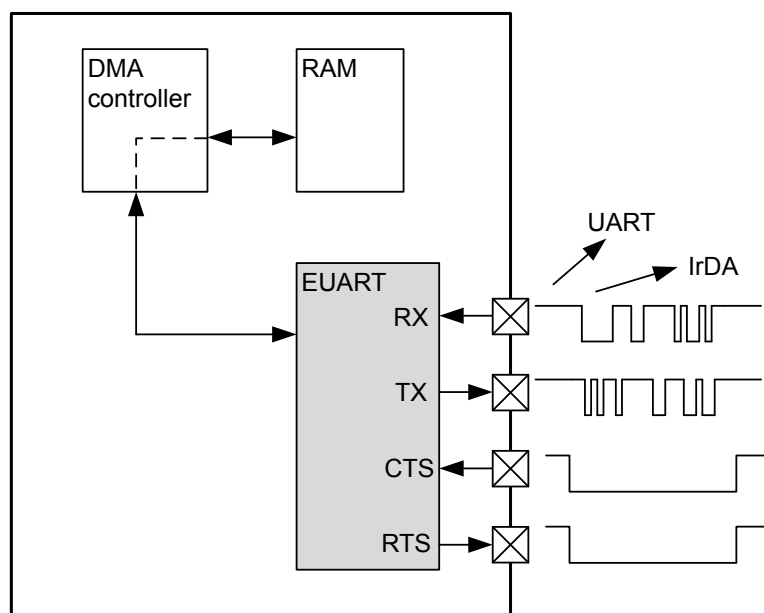 DMA
controller
RAM
UART
IrDA
EUART
RX
TX
CTS
RTS